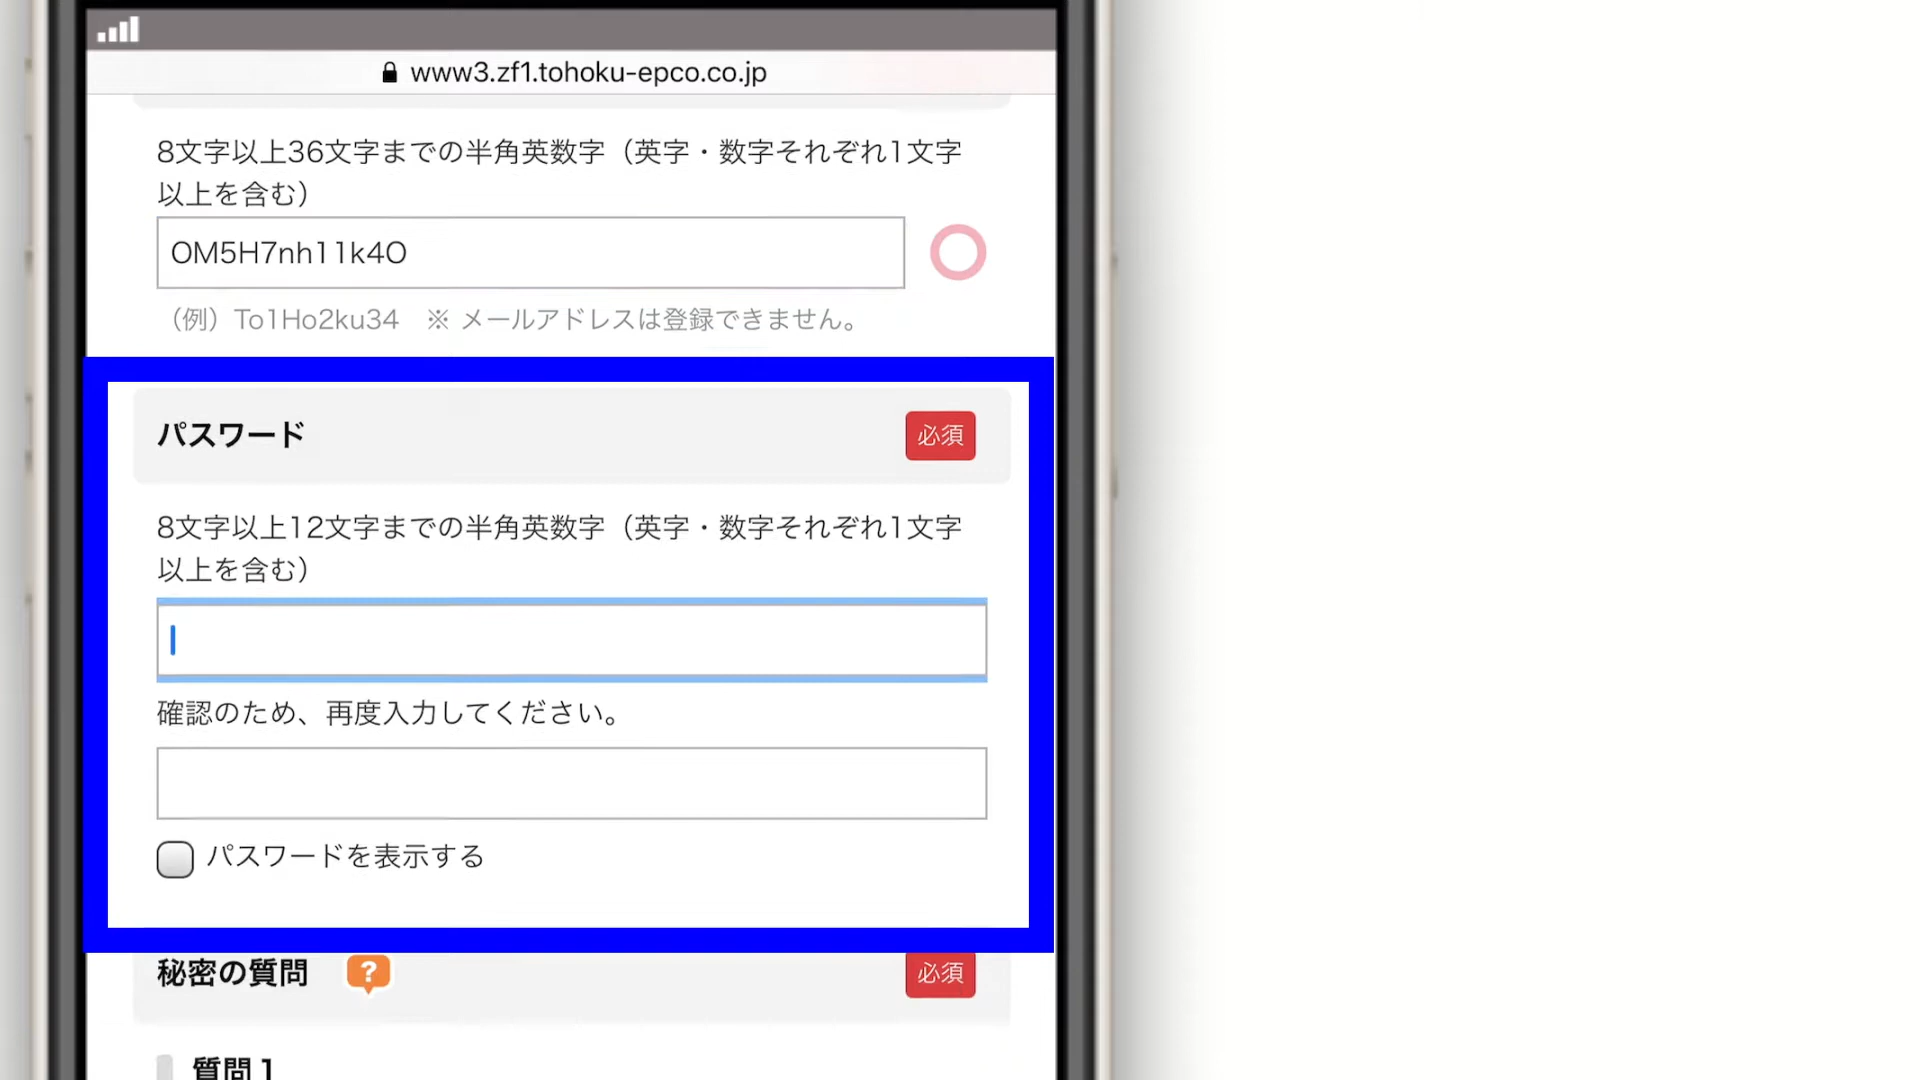 www3.zf1.tohoku-epco.co.jp
8文字以上36文字までの半角英数字（英字・数字それぞれ1文字
以上を含む）
OM5H7nh11k4O
（例）To1Ho2ku34　※ メールアドレスは登録できません。
パスワード 必須
8文字以上12文字までの半角英数字（英字・数字それぞれ1文字
以上を含む）
確認のため、再度入力してください。
パスワードを表示する
秘密の質問 ? 必須
質問1